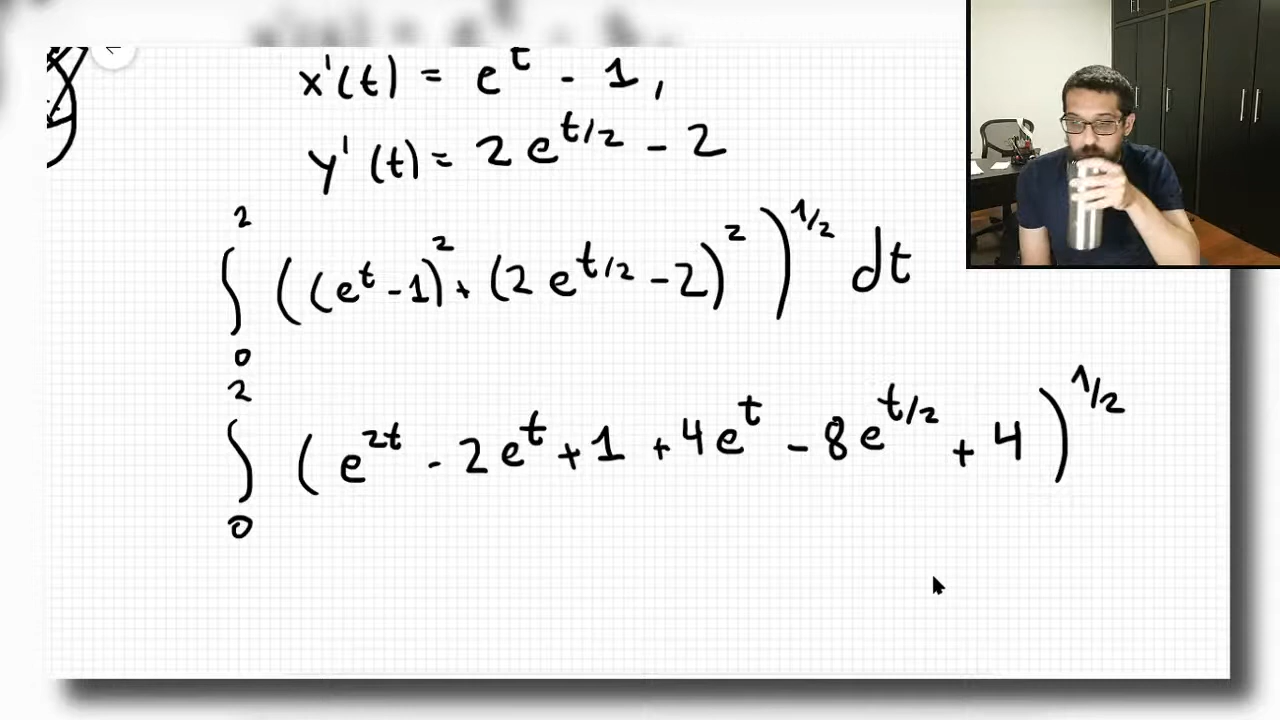 x'(t) = e^t - 1,
y'(t) = 2e^{t/2} - 2
∫_0^2 ((e^t - 1)^2 + (2e^{t/2} - 2)^2)^{1/2} dt
∫_0^2 (e^{2t} - 2e^t + 1 + 4e^t - 8e^{t/2} + 4)^{1/2}